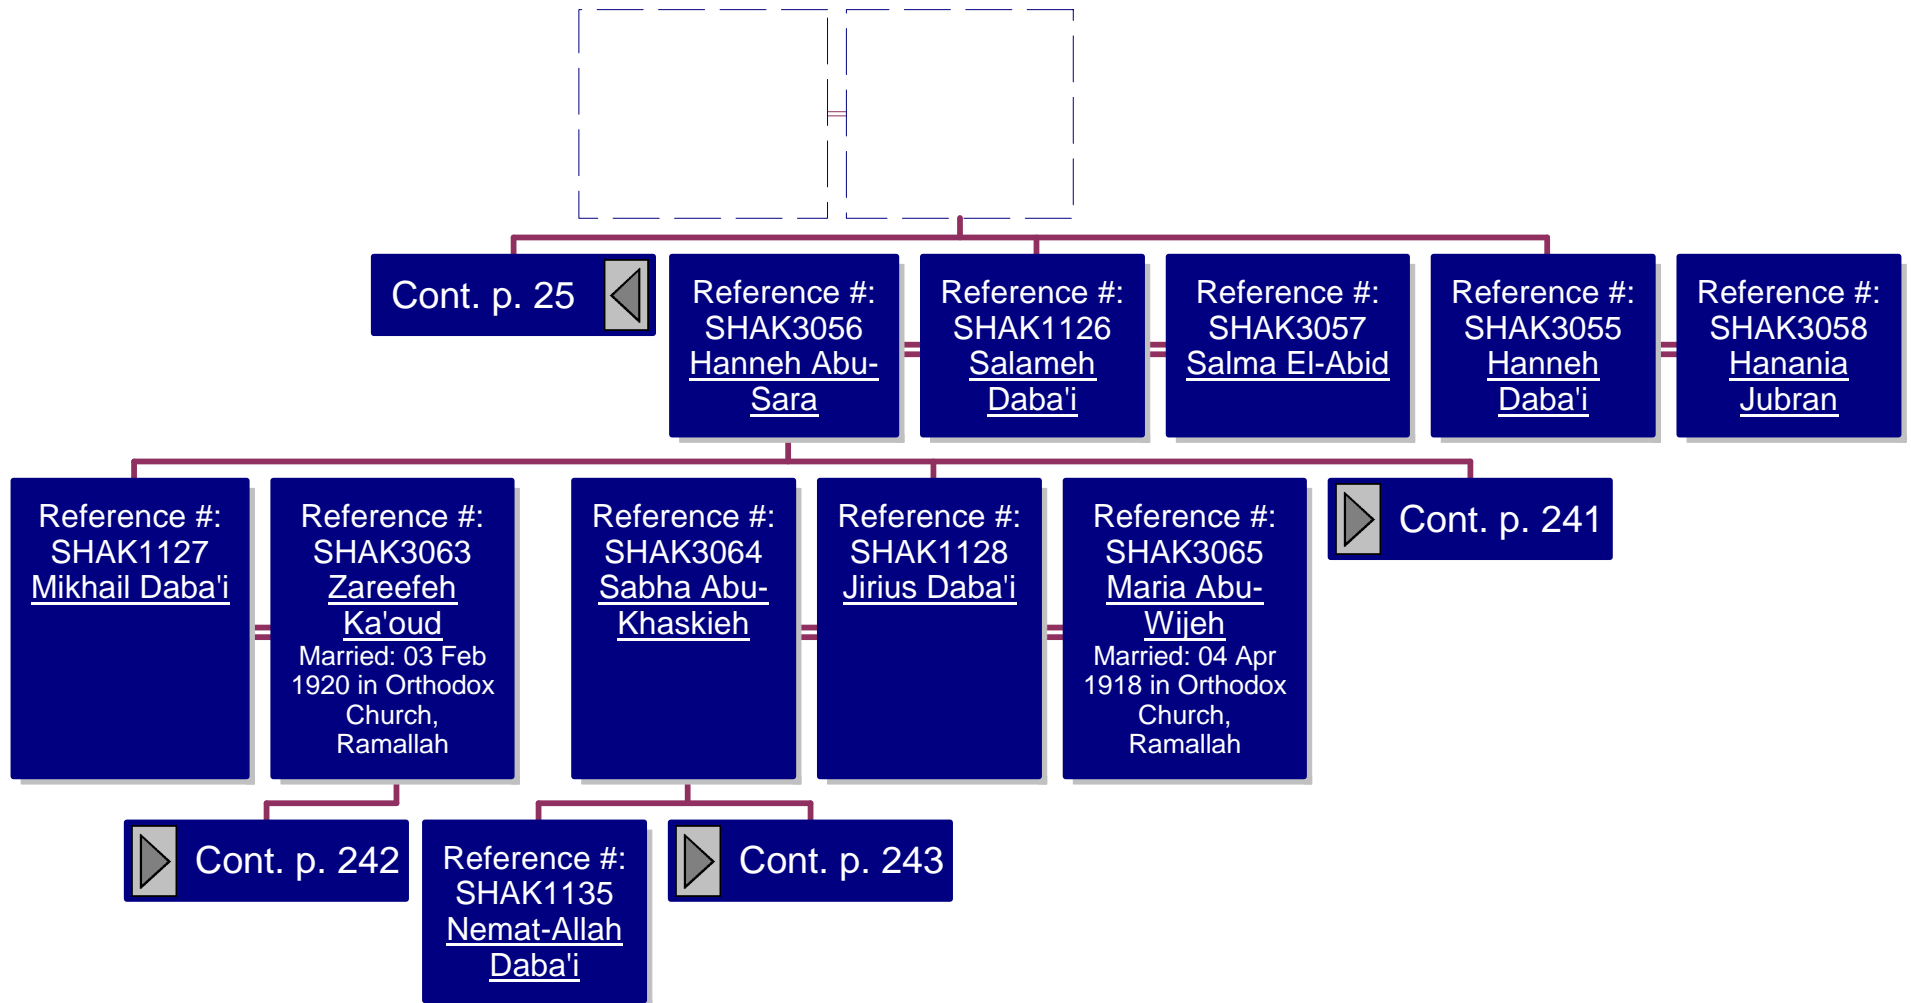 Cont. p. 25
Reference #:
SHAK3056
Hanneh Abu-
Sara
Reference #:
SHAK1126
Salameh
Daba'i
Reference #:
SHAK3057
Salma El-Abid
Reference #:
SHAK3055
Hanneh
Daba'i
Reference #:
SHAK3058
Hanania
Jubran
Reference #:
SHAK1127
Mikhail Daba'i
Reference #:
SHAK3063
Zareefeh
Ka'oud
Married: 03 Feb
1920 in Orthodox
Church,
Ramallah
Reference #:
SHAK3064
Sabha Abu-
Khaskieh
Reference #:
SHAK1128
Jirius Daba'i
Reference #:
SHAK3065
Maria Abu-
Wijeh
Married: 04 Apr
1918 in Orthodox
Church,
Ramallah
Cont. p. 241
Cont. p. 242
Reference #:
SHAK1135
Nemat-Allah
Daba'i
Cont. p. 243